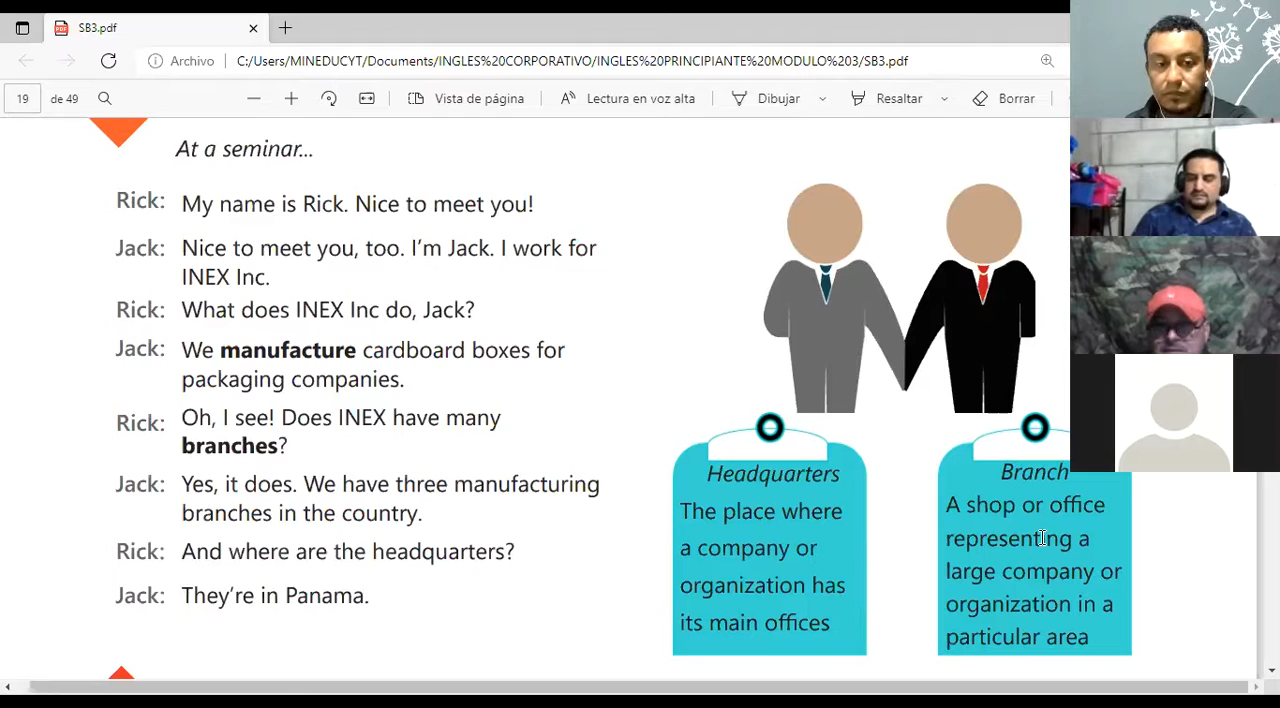 SB3.pdf
Archivo
C:/Users/MINEDUCYT/Documents/INGLES%20CORPORATIVO/INGLES%20PRINCIPIANTE%20MODULO%203/SB3.pdf
19 de 49
Vista de página
Lectura en voz alta
Dibujar
Resaltar
Borrar
At a seminar...
Rick: My name is Rick. Nice to meet you!
Jack: Nice to meet you, too. I'm Jack. I work for
INEX Inc.
Rick: What does INEX Inc do, Jack?
Jack: We manufacture cardboard boxes for
packaging companies.
Rick: Oh, I see! Does INEX have many
branches?
Jack: Yes, it does. We have three manufacturing
branches in the country.
Rick: And where are the headquarters?
Jack: They're in Panama.
Headquarters
The place where
a company or
organization has
its main offices
Branch
A shop or office
representing a
large company or
organization in a
particular area